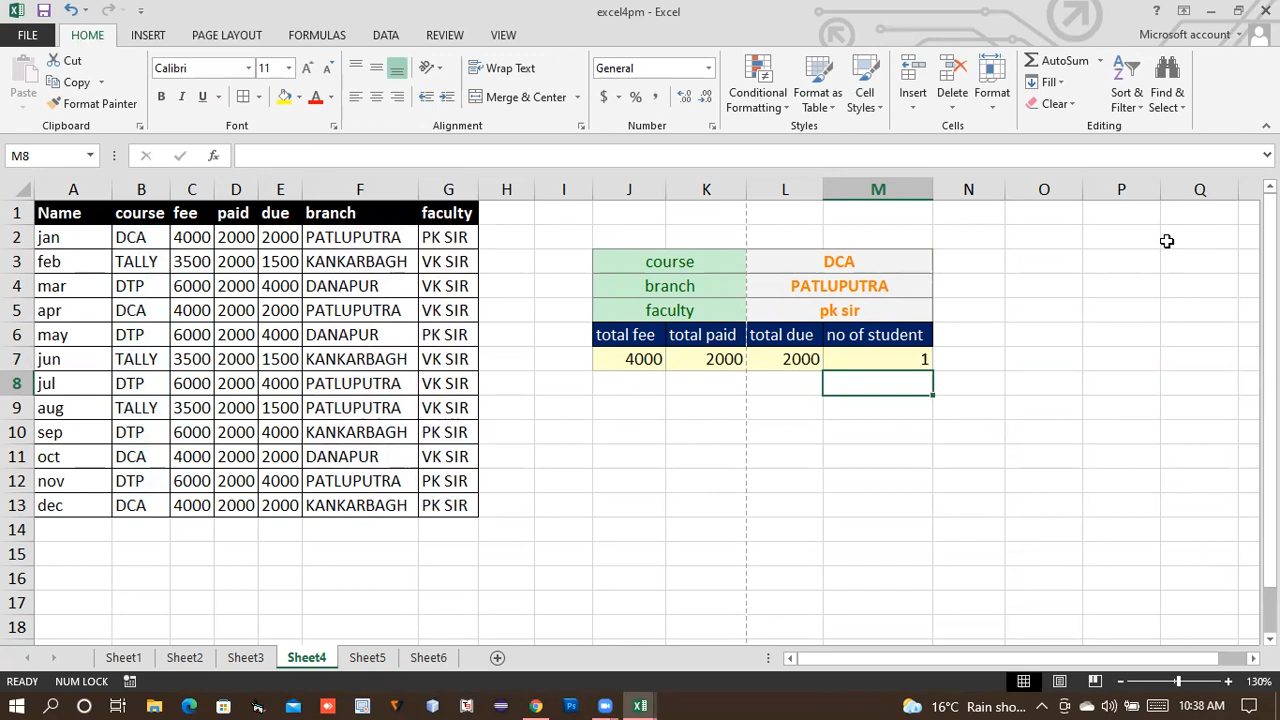 excel4pm - Excel
FILE HOME INSERT PAGE LAYOUT FORMULAS DATA REVIEW VIEW Microsoft account
Paste Cut Copy Format Painter Clipboard
Calibri 11 B I U A Font
Wrap Text Merge & Center Alignment
General $ % , Number
Conditional Formatting Format as Table Cell Styles Styles
Insert Delete Format Cells
AutoSum Fill Clear Sort & Filter Find & Select Editing
M8 fx
A B C D E F G H I J K L M N O P Q
1 Name course fee paid due branch faculty
2 jan DCA 4000 2000 2000 PATLUPUTRA PK SIR
3 feb TALLY 3500 2000 1500 KANKARBAGH VK SIR course DCA
4 mar DTP 6000 2000 4000 DANAPUR VK SIR branch PATLUPUTRA
5 apr DCA 4000 2000 2000 PATLUPUTRA VK SIR faculty pk sir
6 may DTP 6000 2000 4000 DANAPUR PK SIR total fee total paid total due no of student
7 jun TALLY 3500 2000 1500 KANKARBAGH VK SIR 4000 2000 2000 1
8 jul DTP 6000 2000 4000 PATLUPUTRA VK SIR
9 aug TALLY 3500 2000 1500 PATLUPUTRA VK SIR
10 sep DTP 6000 2000 4000 KANKARBAGH PK SIR
11 oct DCA 4000 2000 2000 DANAPUR VK SIR
12 nov DTP 6000 2000 4000 PATLUPUTRA PK SIR
13 dec DCA 4000 2000 2000 KANKARBAGH PK SIR
14
15
16
17
18
Sheet1 Sheet2 Sheet3 Sheet4 Sheet5 Sheet6
READY NUM LOCK 130%
16°C Rain sho... 10:38 AM